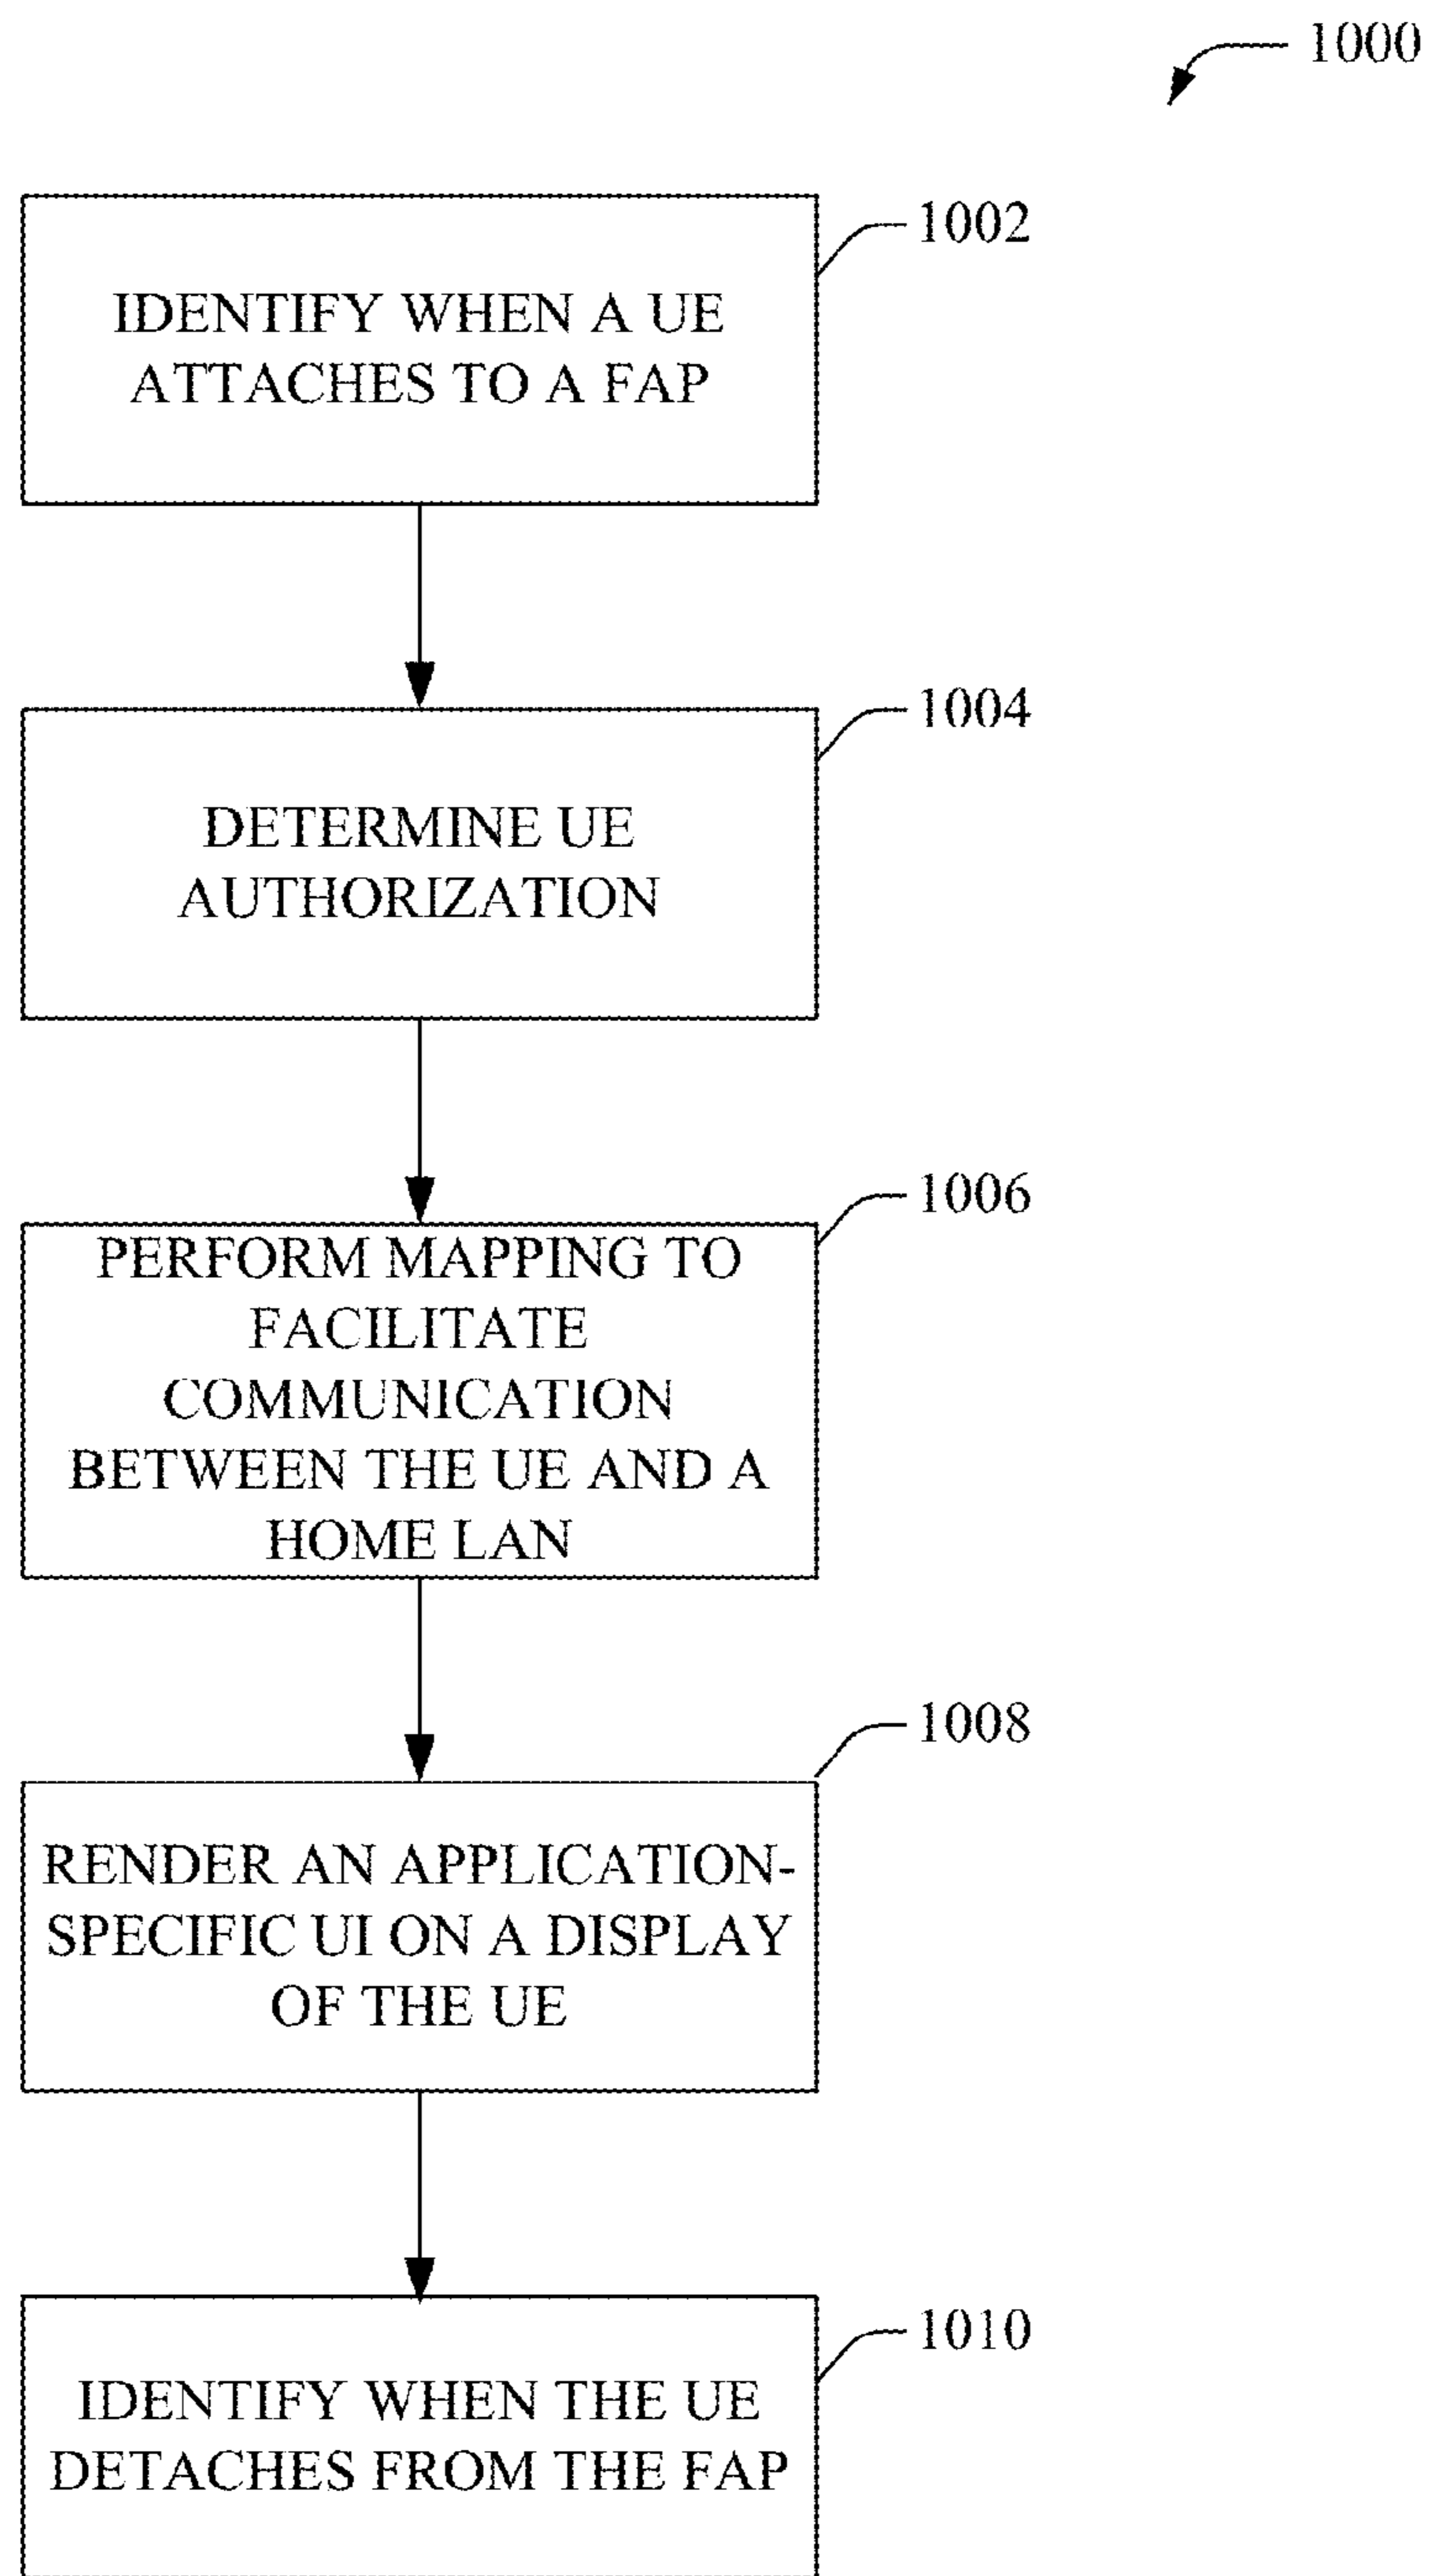 1000
1002
IDENTIFY WHEN A UE
ATTACHES TO A FAP
1004
DETERMINE UE
AUTHORIZATION
1006
PERFORM MAPPING TO
FACILITATE
COMMUNICATION
BETWEEN THE UE AND A
HOME LAN
1008
RENDER AN APPLICATION-
SPECIFIC UI ON A DISPLAY
OF THE UE
1010
IDENTIFY WHEN THE UE
DETACHES FROM THE FAP